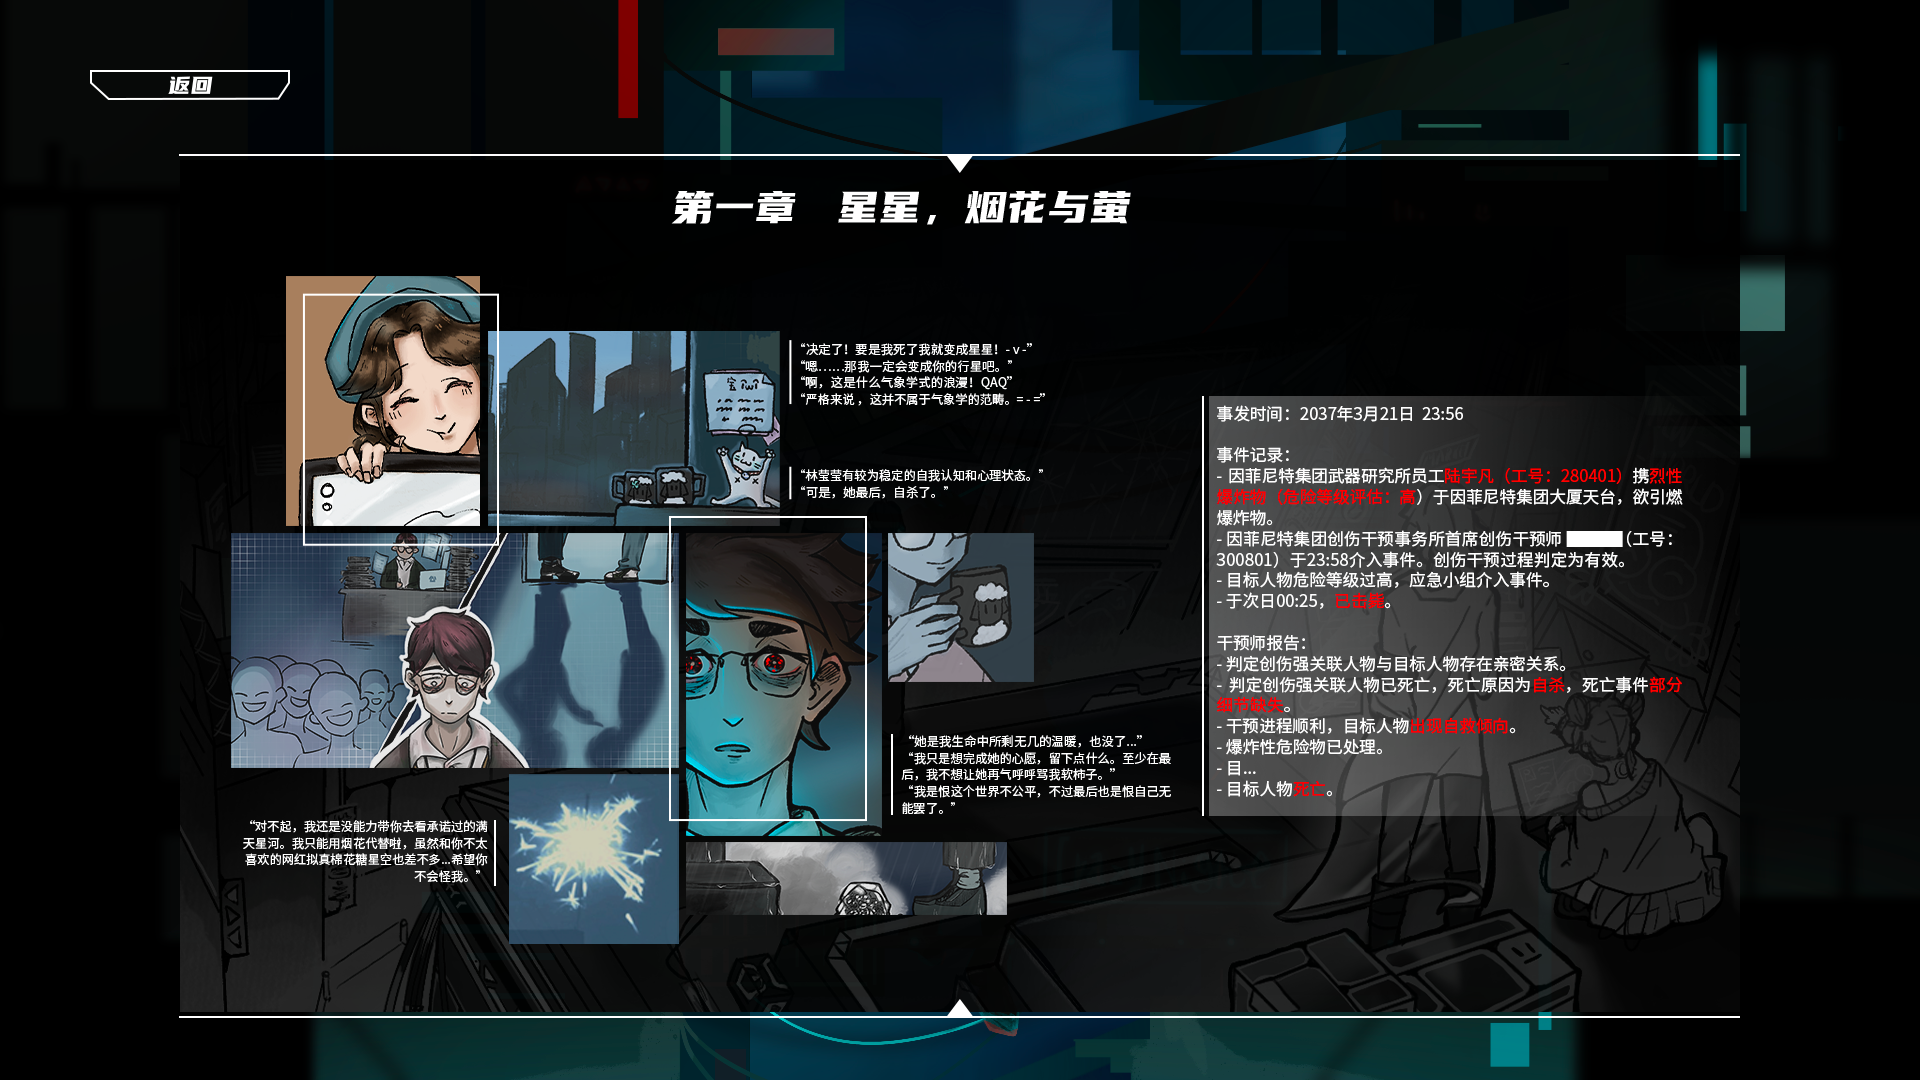 返回
第一章　星星，烟花与萤
“决定了！要是我死了我就变成星星！- v -”
“嗯……那我一定会变成你的行星吧。”
“啊，这是什么气象学式的浪漫！QAQ”
“严格来说，这并不属于气象学的范畴。= - =”
“林莹莹有较为稳定的自我认知和心理状态。”
“可是，她最后，自杀了。”
“她是我生命中所剩无几的温暖，也没了...”
“我只是想完成她的心愿，留下点什么。至少在最
后，我不想让她再气呼呼骂我软柿子。”
“我是恨这个世界不公平，不过最后也是恨自己无
能罢了。”
“对不起，我还是没能力带你去看承诺过的满
天星河。我只能用烟花代替啦，虽然和你不太
喜欢的网红拟真棉花糖星空也差不多...希望你
不会怪我。”
事发时间：2037年3月21日 23:56
事件记录：
- 因菲尼特集团武器研究所员工陆宇凡（工号：280401）携烈性
爆炸物（危险等级评估：高）于因菲尼特集团大厦天台，欲引燃
爆炸物。
- 因菲尼特集团创伤干预事务所首席创伤干预师（工号：
300801）于23:58介入事件。创伤干预过程判定为有效。
- 目标人物危险等级过高，应急小组介入事件。
- 于次日00:25，已击毙。
干预师报告：
- 判定创伤强关联人物与目标人物存在亲密关系。
- 判定创伤强关联人物已死亡，死亡原因为自杀，死亡事件部分
细节缺失。
- 干预进程顺利，目标人物出现自救倾向。
- 爆炸性危险物已处理。
- 目...
- 目标人物死亡。